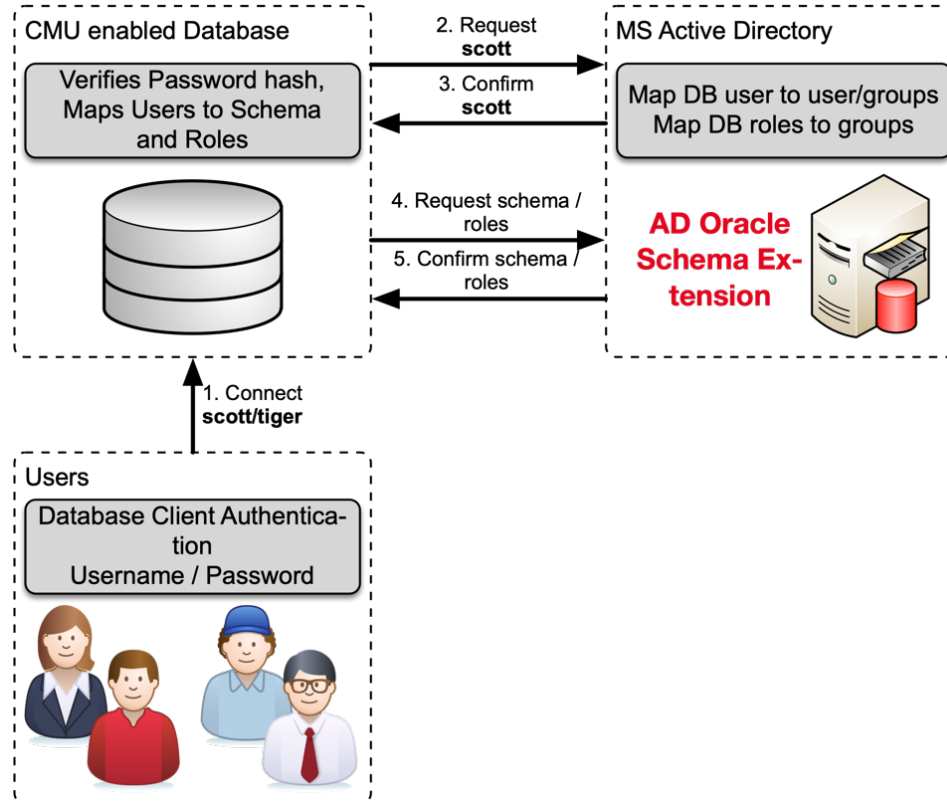 CMU enabled Database
Verifies Password hash,
Maps Users to Schema
and Roles
2. Request
scott
3. Confirm
scott
4. Request schema /
roles
5. Confirm schema /
roles
MS Active Directory
Map DB user to user/groups
Map DB roles to groups
AD Oracle
Schema Ex-
tension
1. Connect
scott/tiger
Users
Database Client Authentica-
tion
Username / Password